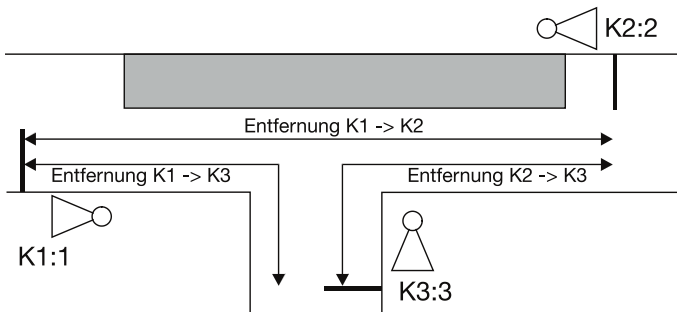 K2:2
Entfernung K1 -> K2
Entfernung K1 -> K3
Entfernung K2 -> K3
K1:1
K3:3